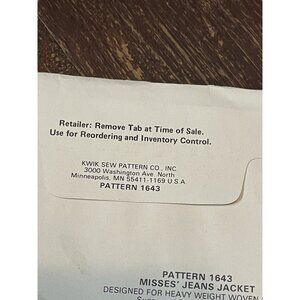 Retailer: Remove Tab at Time of Sale.
Use for Reordering and Inventory Control.
KWIK SEW PATTERN CO., INC
3000 Washington Ave. North
Minneapolis, MN 55411-1169 U.S.A.
PATTERN 1643
PATTERN 1643
MISSES' JEANS JACKET
DESIGNED FOR HEAVY WEIGHT WOVEN